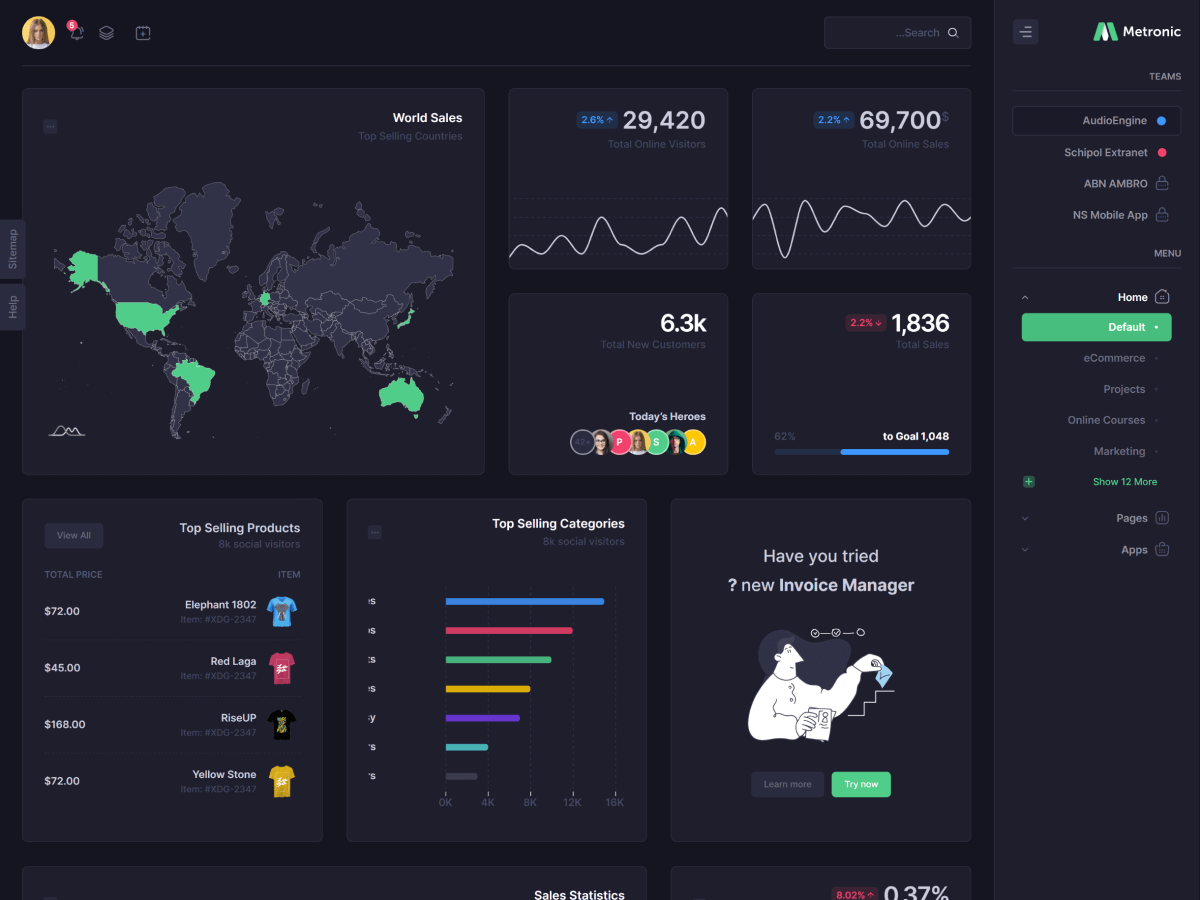 5
...Search
Metronic
TEAMS
AudioEngine
Schipol Extranet
ABN AMBRO
NS Mobile App
MENU
Home
Default
eCommerce
Projects
Online Courses
Marketing
Show 12 More
Pages
Apps
Sitemap
Help
World Sales
Top Selling Countries
2.6% ↑ 29,420
Total Online Visitors
2.2% ↑ 69,700$
Total Online Sales
6.3k
Total New Customers
Today's Heroes
42+ P S A
2.2% ↓ 1,836
Total Sales
62% to Goal 1,048
View All
Top Selling Products
8k social visitors
TOTAL PRICE ITEM
$72.00 Elephant 1802
Item: #XDG-2347
$45.00 Red Laga
Item: #XDG-2347
$168.00 RiseUP
Item: #XDG-2347
$72.00 Yellow Stone
Item: #XDG-2347
Top Selling Categories
8k social visitors
0K 4K 8K 12K 16K
Have you tried
? new Invoice Manager
Learn more Try now
Sales Statistics
8.02% ↑ 0.37%